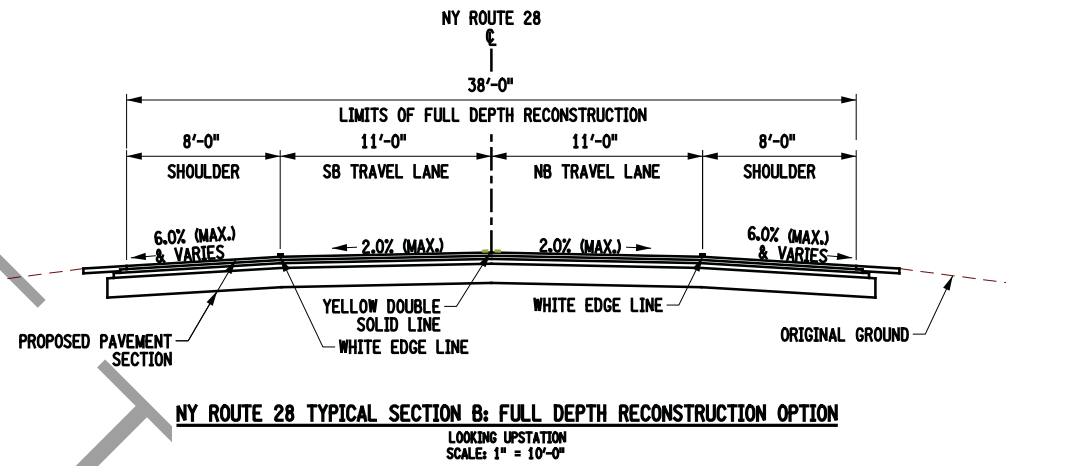 NY ROUTE 28
℄
38'-0"
LIMITS OF FULL DEPTH RECONSTRUCTION
8'-0" 11'-0" 11'-0" 8'-0"
SHOULDER SB TRAVEL LANE NB TRAVEL LANE SHOULDER
6.0% (MAX.)
& VARIES
2.0% (MAX.)
2.0% (MAX.)
6.0% (MAX.)
& VARIES
YELLOW DOUBLE
SOLID LINE
WHITE EDGE LINE
ORIGINAL GROUND
PROPOSED PAVEMENT
SECTION
WHITE EDGE LINE
NY ROUTE 28 TYPICAL SECTION B: FULL DEPTH RECONSTRUCTION OPTION
LOOKING UPSTATION
SCALE: 1" = 10'-0"